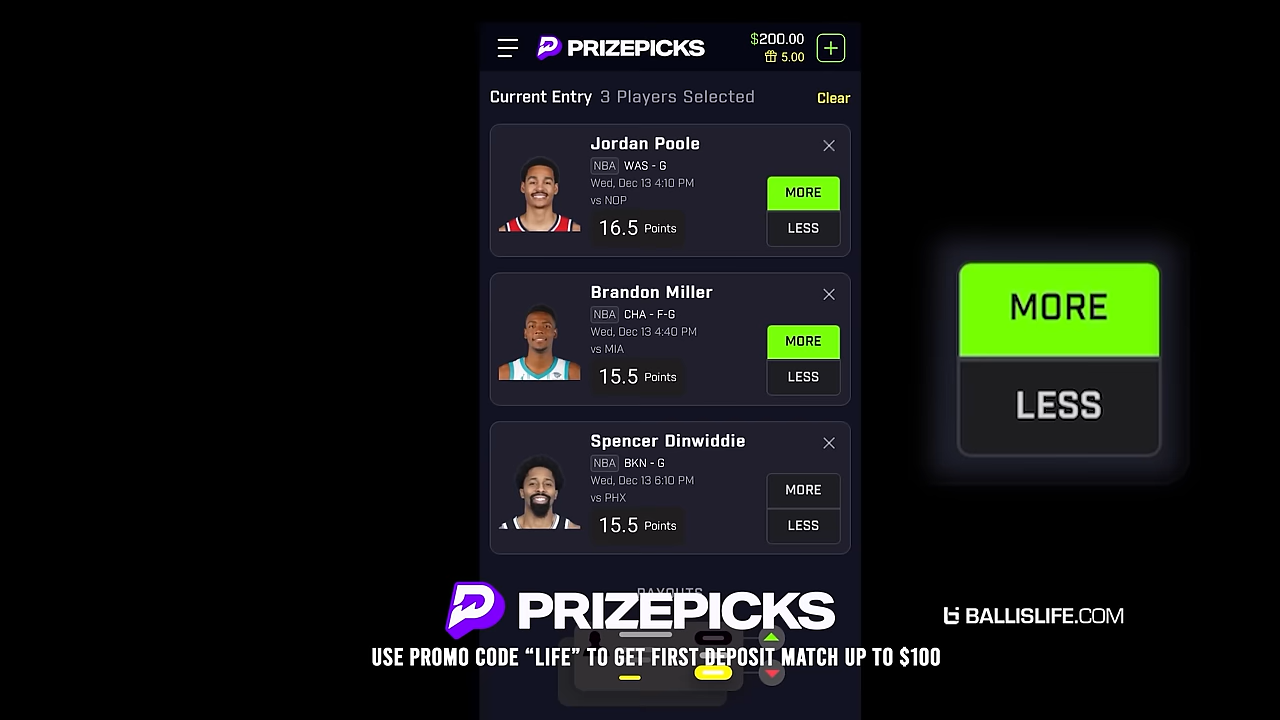 PRIZEPICKS
$200.00
5.00
Current Entry 3 Players Selected
Clear
Jordan Poole
NBA WAS - G
Wed, Dec 13 4:10 PM
vs NOP
16.5 Points
MORE
LESS
Brandon Miller
NBA CHA - F-G
Wed, Dec 13 4:40 PM
vs MIA
15.5 Points
MORE
LESS
Spencer Dinwiddie
NBA BKN - G
Wed, Dec 13 6:10 PM
vs PHX
15.5 Points
MORE
LESS
MORE
LESS
PAYOUTS
PRIZEPICKS
BALLISLIFE.COM
USE PROMO CODE “LIFE” TO GET FIRST DEPOSIT MATCH UP TO $100